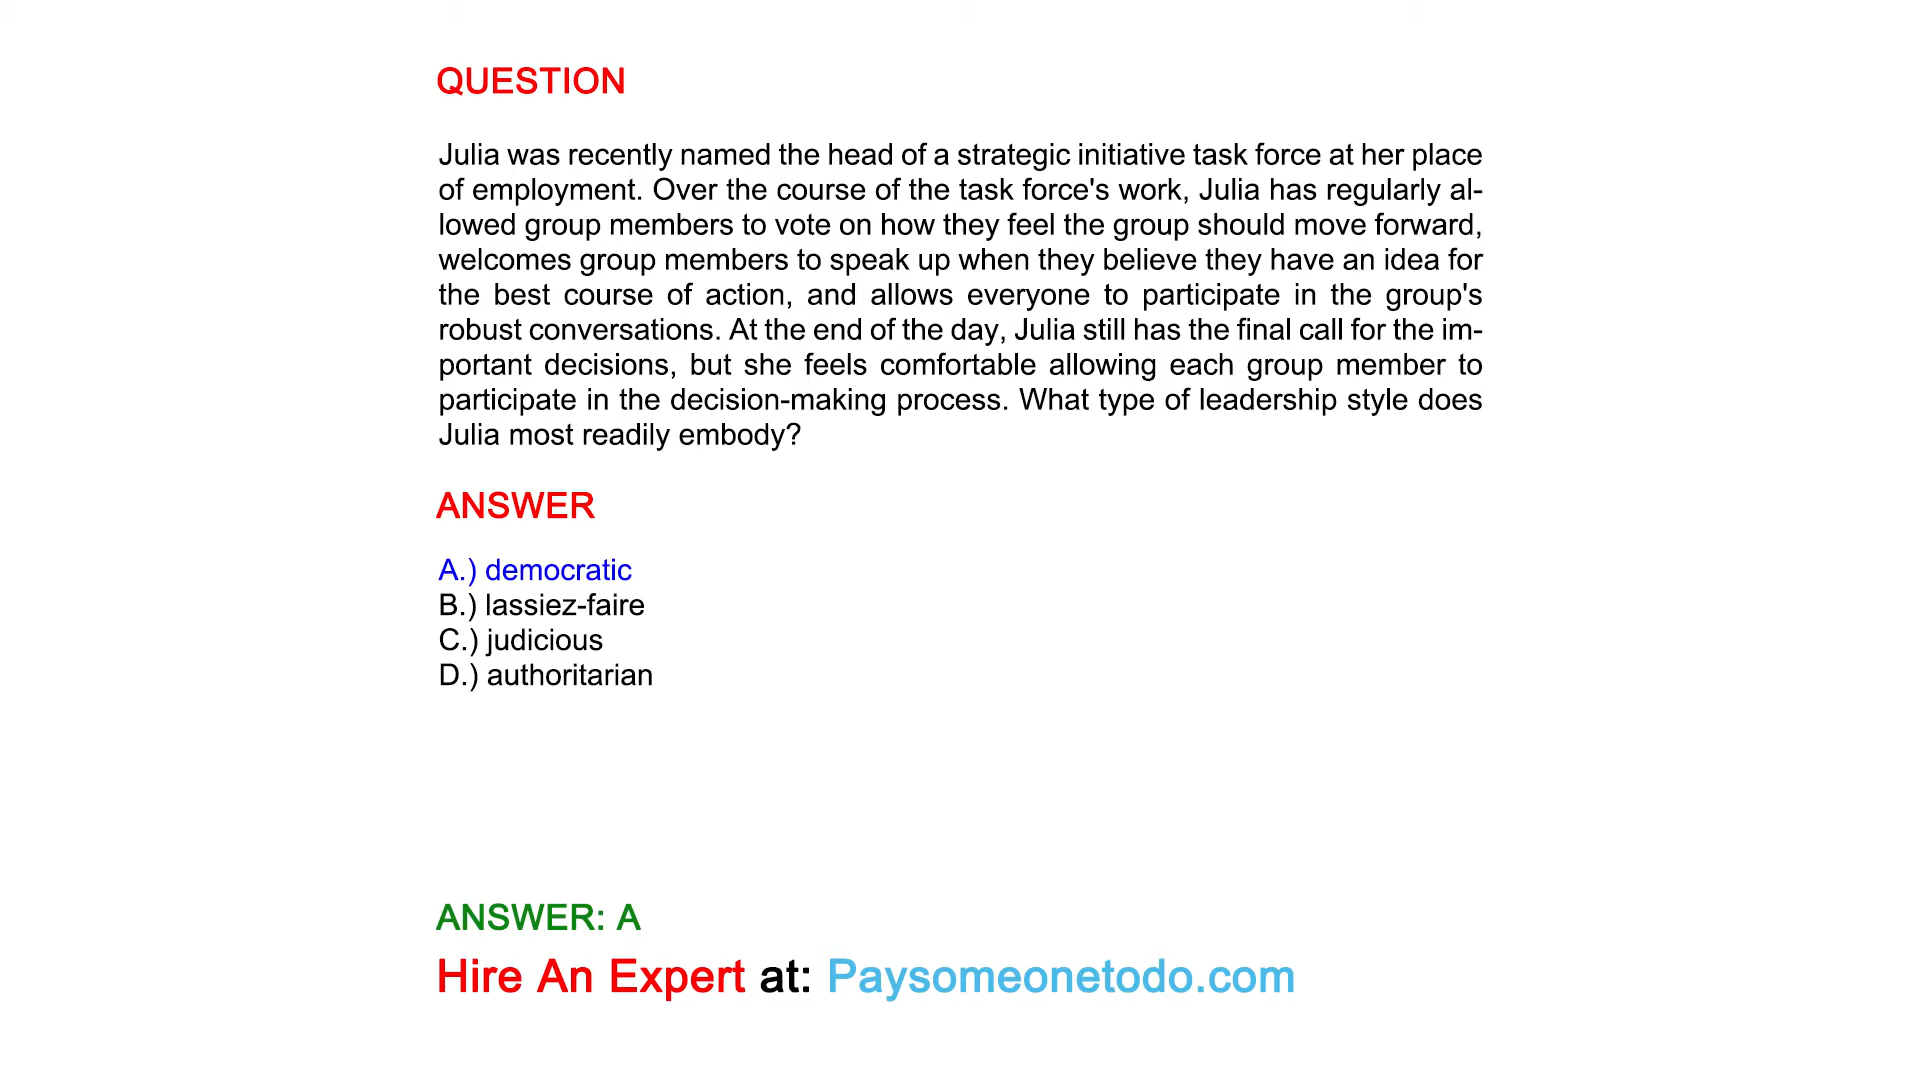 QUESTION
Julia was recently named the head of a strategic initiative task force at her place
of employment. Over the course of the task force's work, Julia has regularly al-
lowed group members to vote on how they feel the group should move forward,
welcomes group members to speak up when they believe they have an idea for
the best course of action, and allows everyone to participate in the group's
robust conversations. At the end of the day, Julia still has the final call for the im-
portant decisions, but she feels comfortable allowing each group member to
participate in the decision-making process. What type of leadership style does
Julia most readily embody?
ANSWER
A.) democratic
B.) lassiez-faire
C.) judicious
D.) authoritarian
ANSWER: A
Hire An Expert at: Paysomeonetodo.com